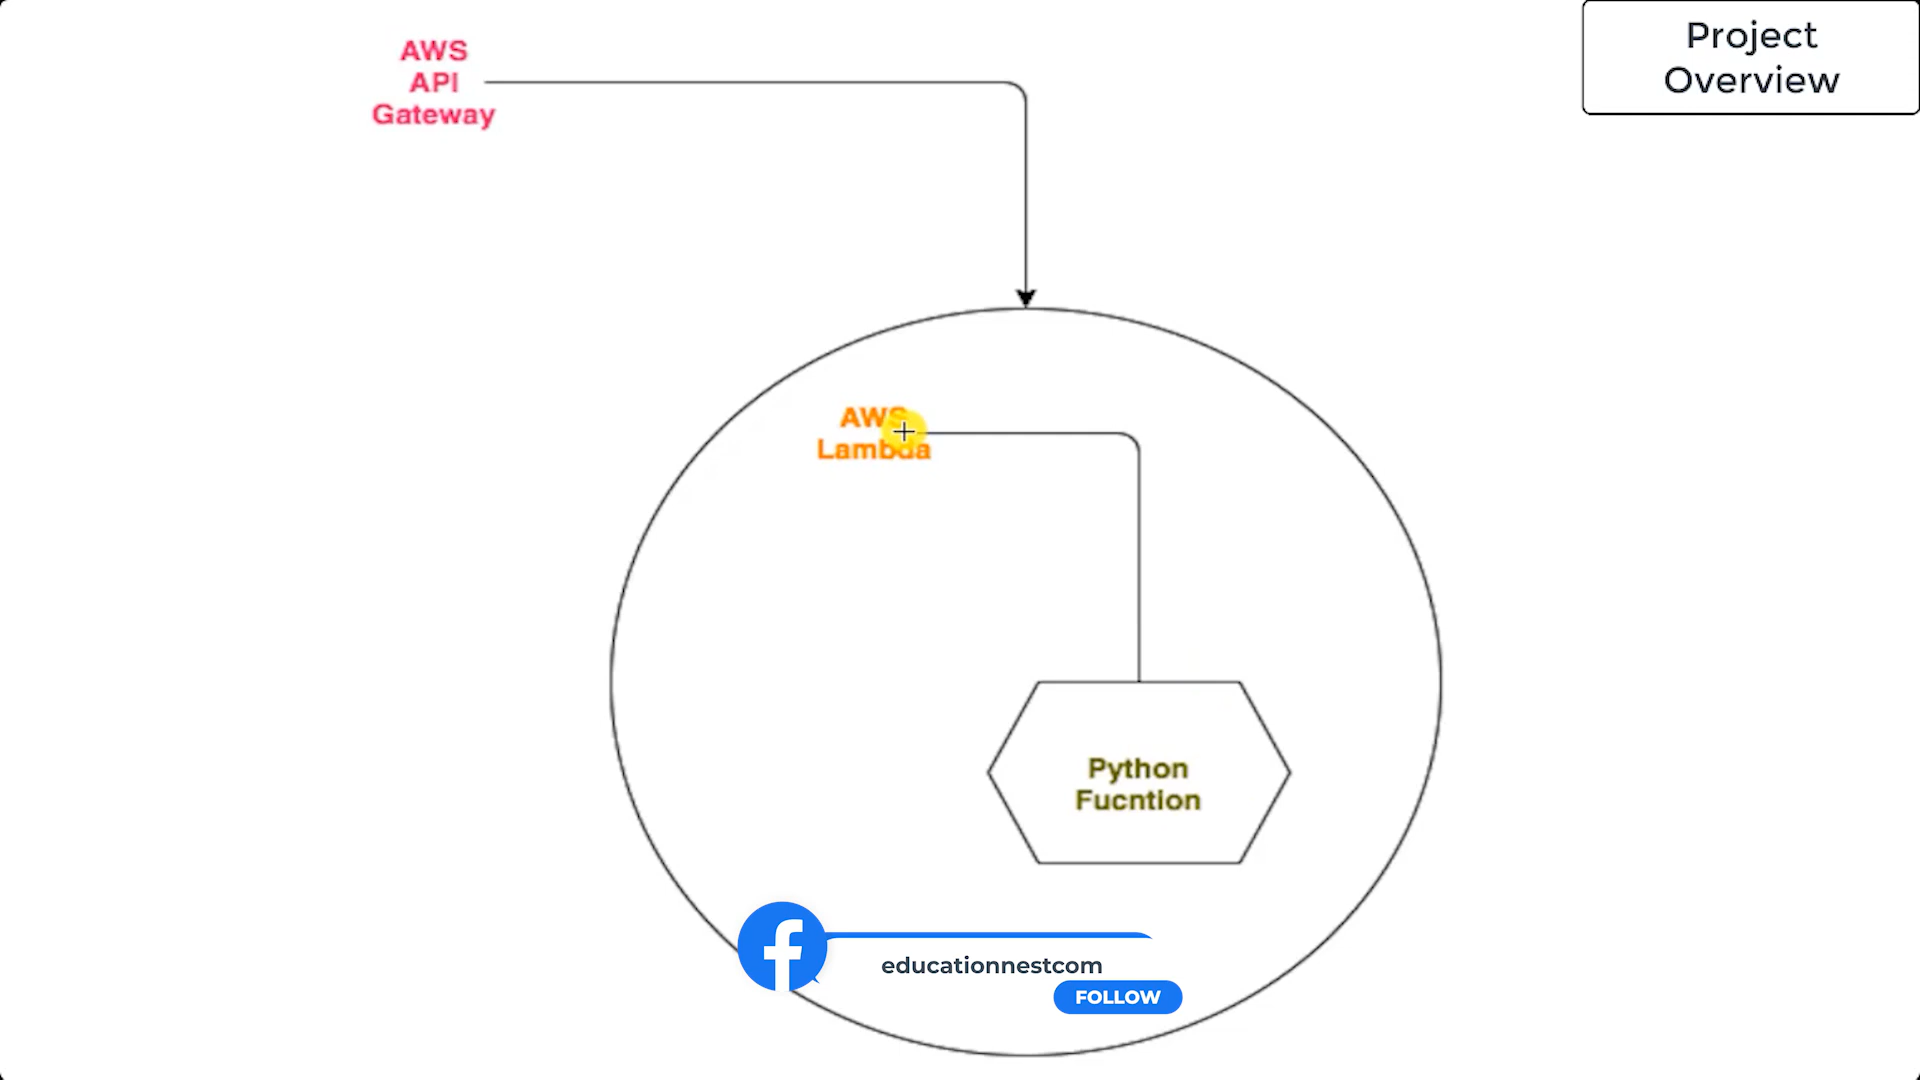 AWS
API
Gateway
Project
Overview
AWS
Lambda
Python
Fucntion
educationnestcom
FOLLOW